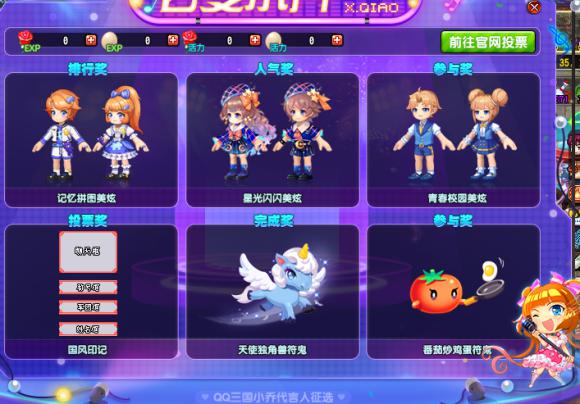 X.QIAO
EXP 0 EXP 0 活力 0 活力 0
前往官网投票
35,
排行奖 人气奖 参与奖
记忆拼图美炫 星光闪闪美炫 青春校园美炫
投票奖 完成奖 参与奖
国风印记 天使独角兽符鬼 番茄炒鸡蛋符鬼
QQ三国小乔代言人征选